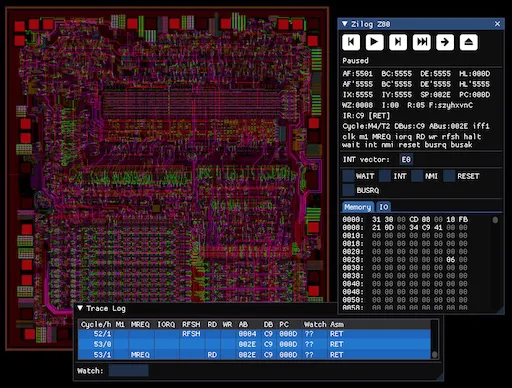 Zilog Z80
Paused
AF:5501 BC:5555 DE:5555 HL:000D
AF'5555 BC'5555 DE'5555 HL'5555
IX:5555 IY:5555 SP:002E PC:000D
WZ:0008 I:00 R:05 F:szyhxvnC
IR:C9 [RET]
Cycle:M4/T2 DBus:C9 ABus:002E iff1
clk m1 MREQ iorq RD wr rfsh halt
wait int nmi reset busrq busak
INT vector: E0
WAIT INT NMI RESET
BUSRQ
Memory IO
0000: 31 30 00 CD 08 00 18 FB
0008: 21 0D 00 34 C9 41 00 00
0010: 00 00 00 00 00 00 00 00
0018: 00 00 00 00 00 00 00 00
0020: 00 00 00 00 00 00 00 00
0028: 00 00 00 00 00 00 06 00
0030: 00 00 00 00 00 00 00 00
0038: 00 00 00 00 00 00 00 00
0040: 00 00 00 00 00 00 00 00
0048: 00 00 00 00 00 00 00 00
0050: 00 00 00 00 00 00 00 00
Trace Log
Cycle/h M1 MREQ IORQ RFSH RD WR AB DB PC Watch Asm
52/1 RFSH 0004 C9 000D ?? RET
53/0 002E C9 000D ?? RET
53/1 MREQ RD 002E C9 000D ?? RET
Watch: